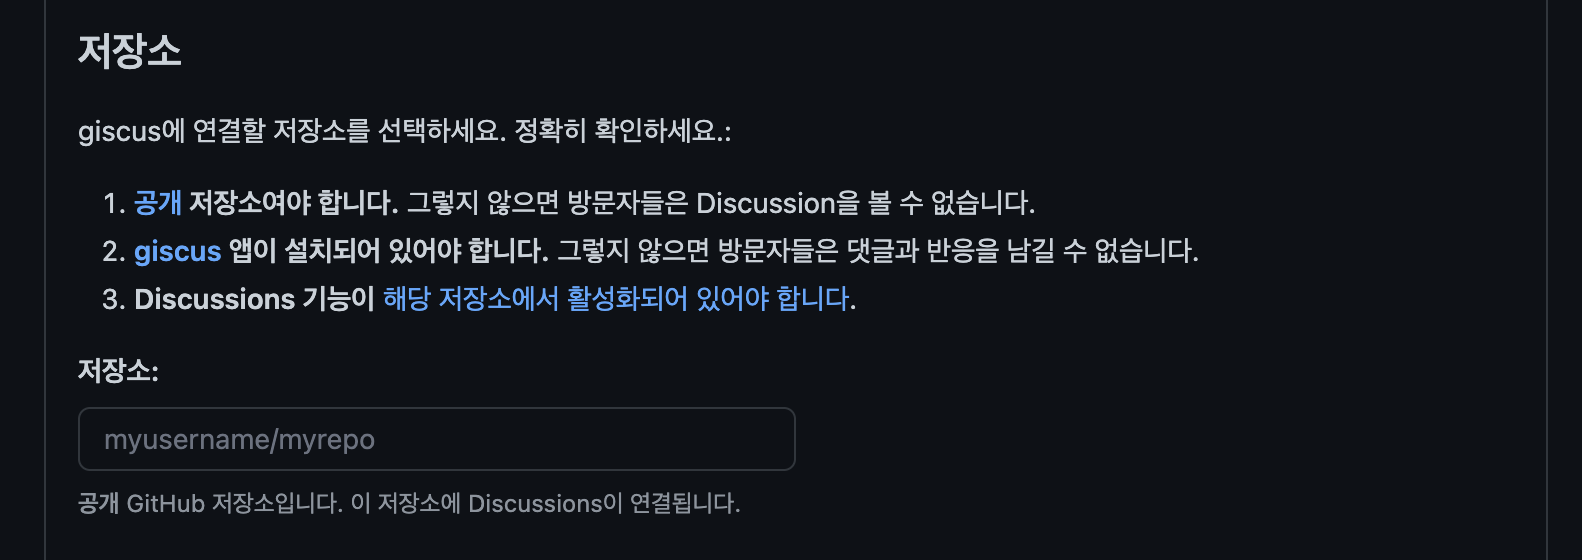 저장소
giscus에 연결할 저장소를 선택하세요. 정확히 확인하세요.:
1. 공개 저장소여야 합니다. 그렇지 않으면 방문자들은 Discussion을 볼 수 없습니다.
2. giscus 앱이 설치되어 있어야 합니다. 그렇지 않으면 방문자들은 댓글과 반응을 남길 수 없습니다.
3. Discussions 기능이 해당 저장소에서 활성화되어 있어야 합니다.
저장소:
myusername/myrepo
공개 GitHub 저장소입니다. 이 저장소에 Discussions이 연결됩니다.